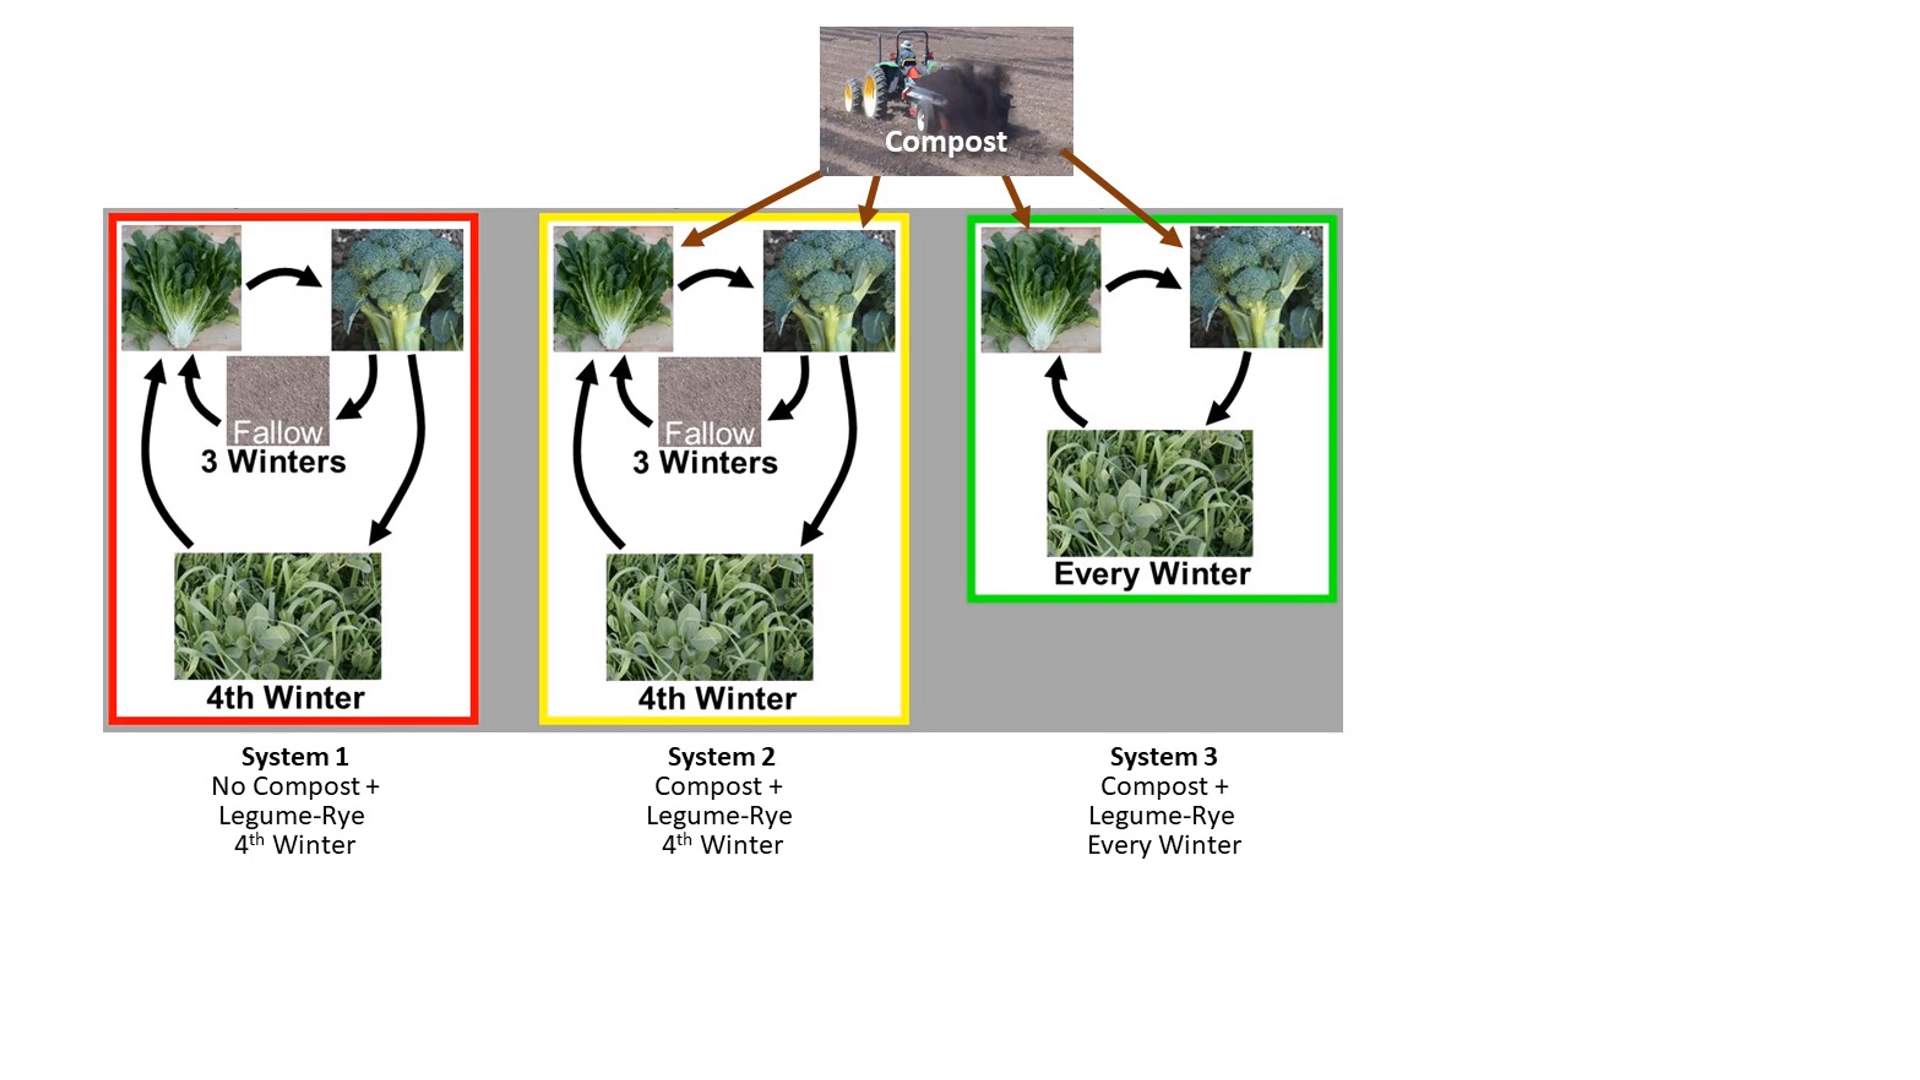 Compost
Fallow
3 Winters
4th Winter
Fallow
3 Winters
4th Winter
Every Winter
System 1
No Compost +
Legume-Rye
4th Winter
System 2
Compost +
Legume-Rye
4th Winter
System 3
Compost +
Legume-Rye
Every Winter